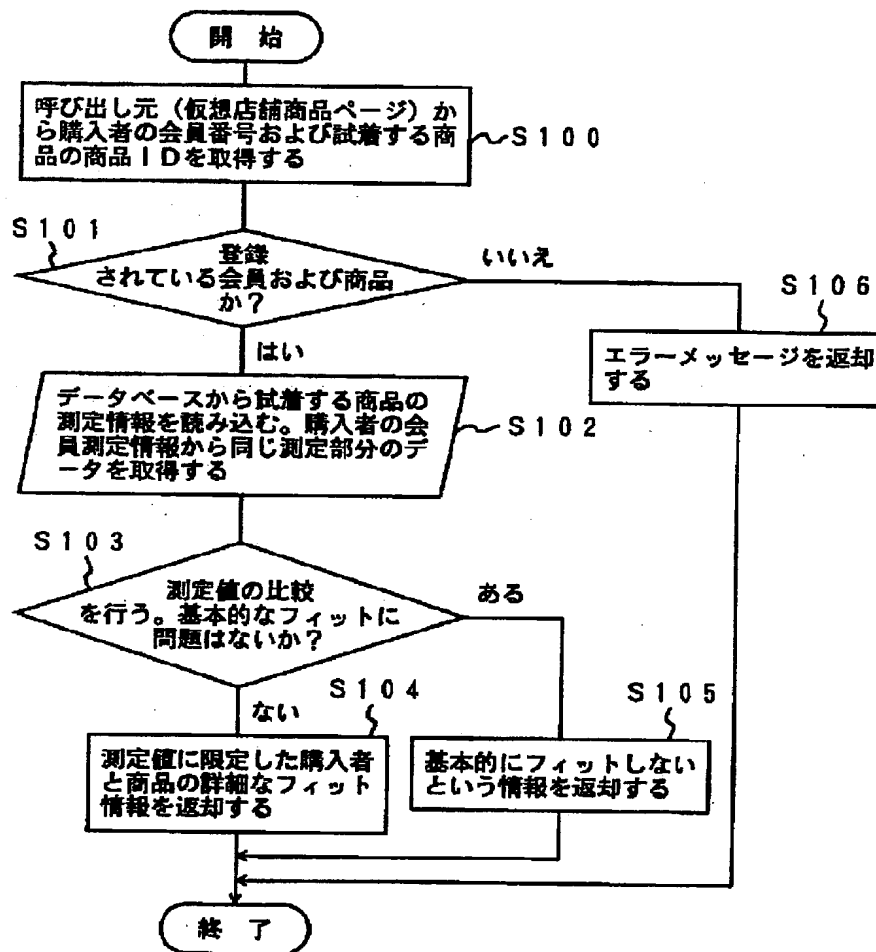 開 始
呼び出し元（仮想店舗商品ページ）か
ら購入者の会員番号および試着する商
品の商品ＩＤを取得する
Ｓ１００
Ｓ１０１
登録
されている会員および商品
か？
いいえ
Ｓ１０６
エラーメッセージを返却
する
はい
データベースから試着する商品の
測定情報を読み込む。購入者の会
員測定情報から同じ測定部分のデ
ータを取得する
Ｓ１０２
Ｓ１０３
測定値の比較
を行う。基本的なフィットに
問題はないか？
ある
ない
Ｓ１０４
測定値に限定した購入者
と商品の詳細なフィット
情報を返却する
Ｓ１０５
基本的にフィットしない
という情報を返却する
終 了